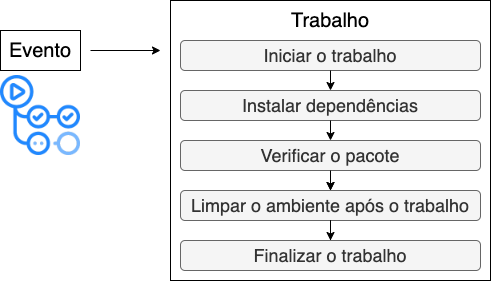 Evento
Trabalho
Iniciar o trabalho
Instalar dependências
Verificar o pacote
Limpar o ambiente após o trabalho
Finalizar o trabalho